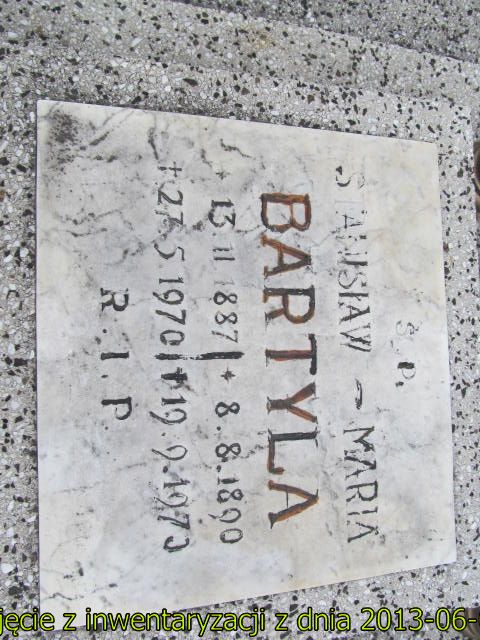 Ś.P.
STANISŁAW - MARIA
BARTYLA
* 13 11 1887 * 8.8.1890
+27.5.1970 +19.9.1973
R.I.P.
jęcie z inwentaryzacji z dnia 2013-06-